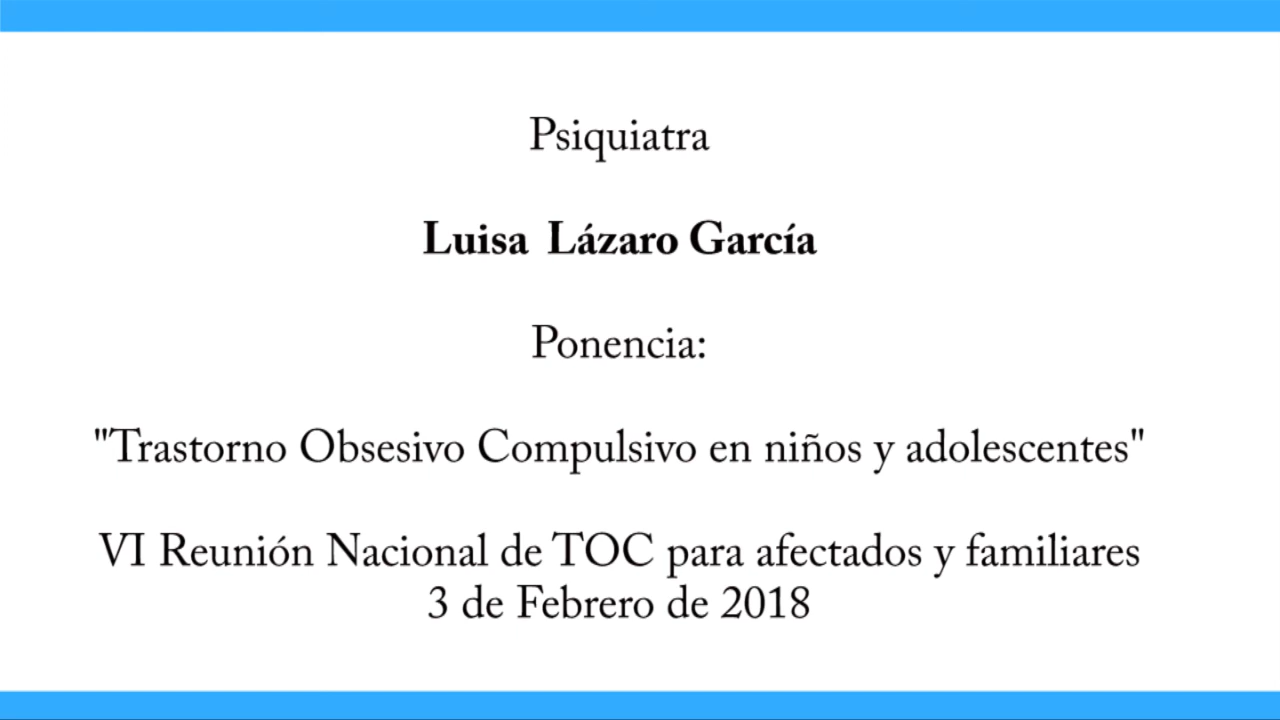 Psiquiatra
Luisa Lázaro García
Ponencia:
"Trastorno Obsesivo Compulsivo en niños y adolescentes"
VI Reunión Nacional de TOC para afectados y familiares
3 de Febrero de 2018